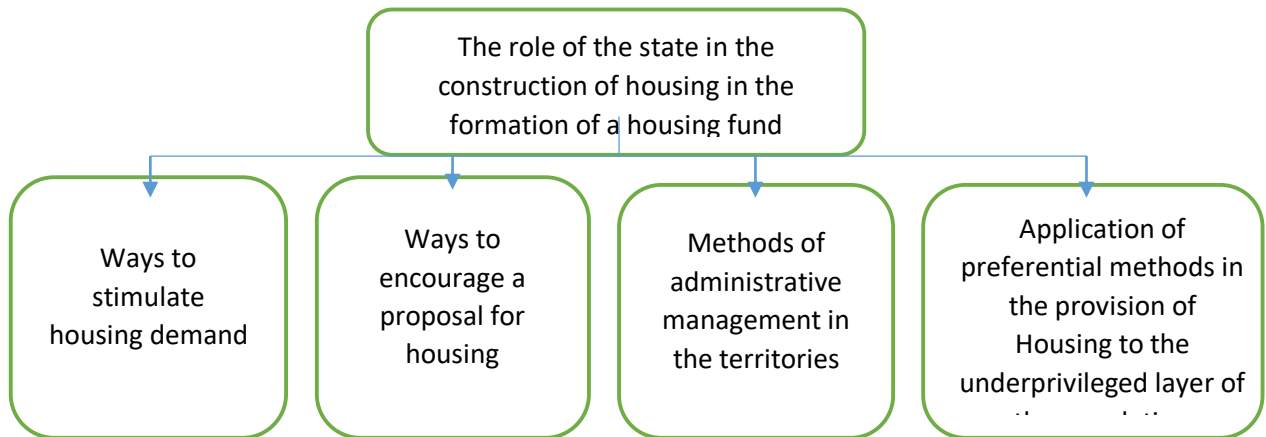 The role of the state in the
construction of housing in the
formation of a housing fund
Ways to
stimulate
housing demand
Ways to
encourage a
proposal for
housing
Methods of
administrative
management in
the territories
Application of
preferential methods in
the provision of
Housing to the
underprivileged layer of